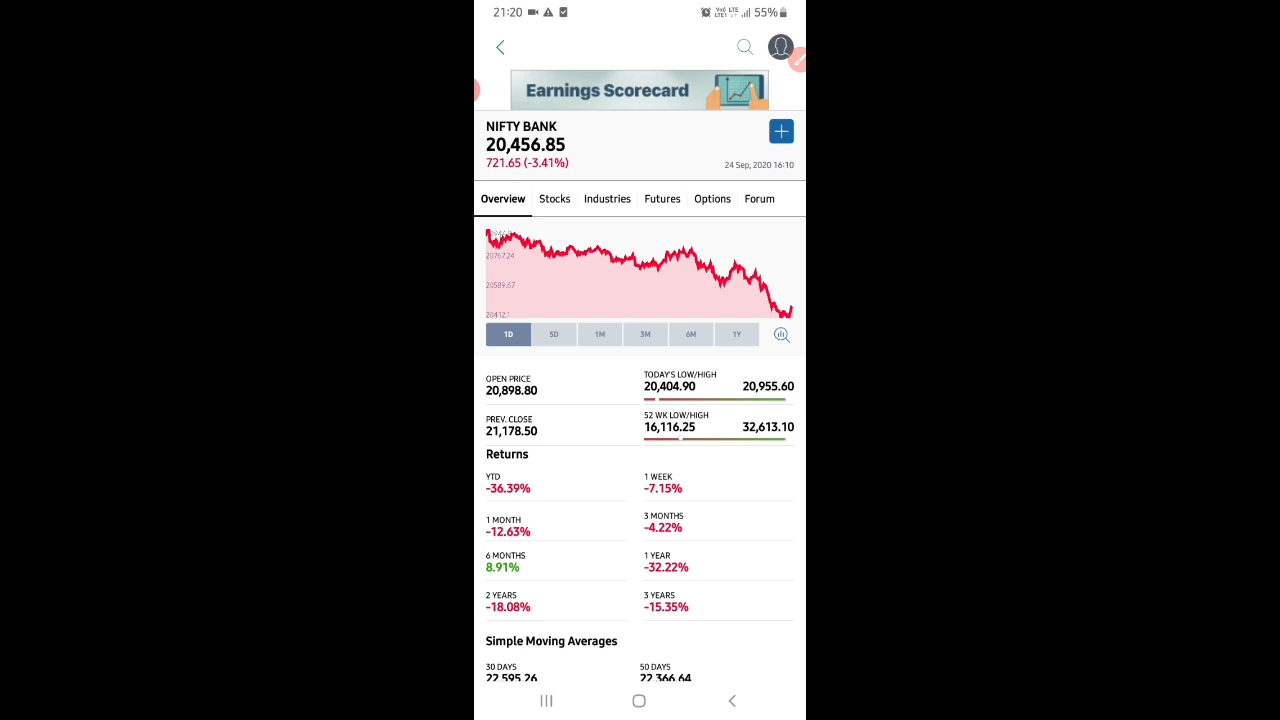 21:20 55%
Earnings Scorecard
NIFTY BANK
20,456.85
721.65 (-3.41%)
24 Sep, 2020 16:10
Overview Stocks Industries Futures Options Forum
20767.24
20589.67
20412.1
1D 5D 1M 3M 6M 1Y
OPEN PRICE
20,898.80
TODAY'S LOW/HIGH
20,404.90 20,955.60
PREV. CLOSE
21,178.50
52 WK LOW/HIGH
16,116.25 32,613.10
Returns
YTD
-36.39%
1 WEEK
-7.15%
1 MONTH
-12.63%
3 MONTHS
-4.22%
6 MONTHS
8.91%
1 YEAR
-32.22%
2 YEARS
-18.08%
3 YEARS
-15.35%
Simple Moving Averages
30 DAYS
22,595.26
50 DAYS
22,366.64